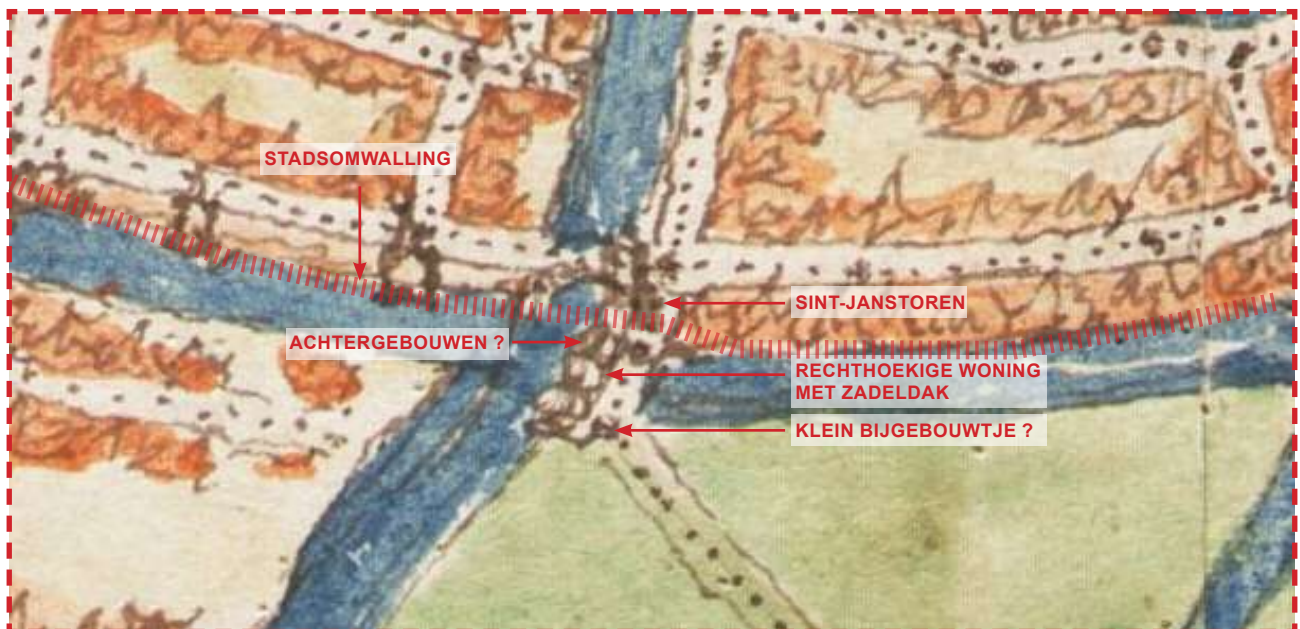 STADSOMWALLING
SINT-JANSTOREN
ACHTERGEBOUWEN ?
RECHTHOEKIGE WONING
MET ZADELDAK
KLEIN BIJGEBOUWTJE ?